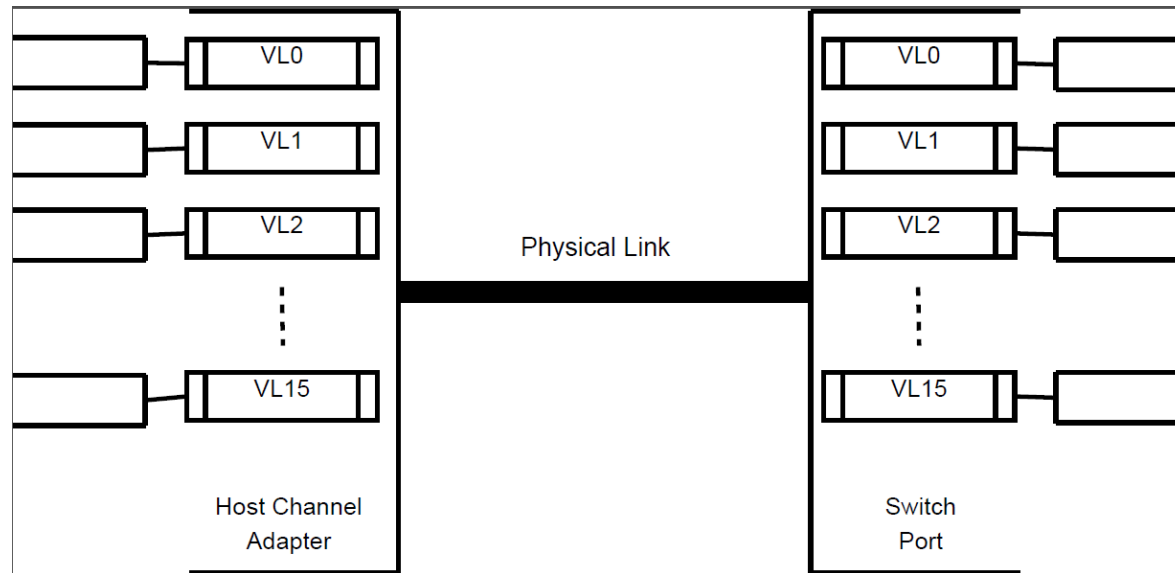 VL0
VL0
VL1
VL1
VL2
VL2
Physical Link
VL15
VL15
Host Channel
Adapter
Switch
Port